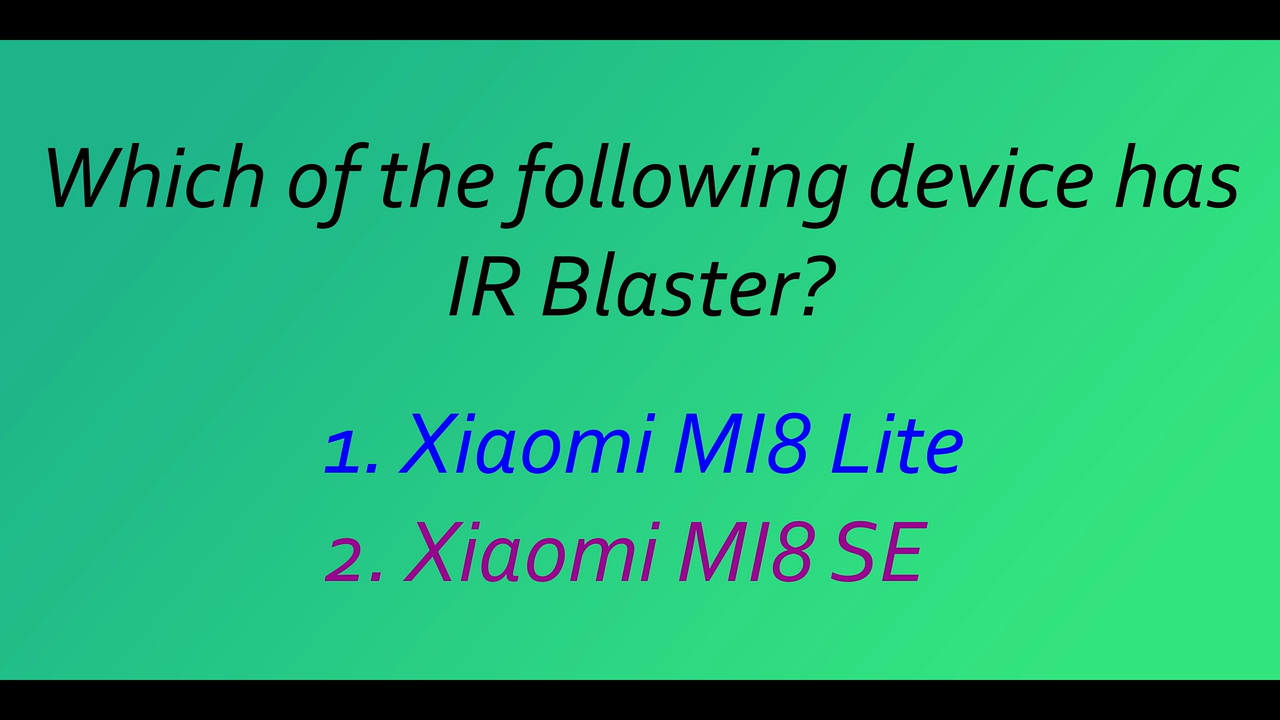 Which of the following device has
IR Blaster?
1. Xiaomi MI8 Lite
2. Xiaomi MI8 SE